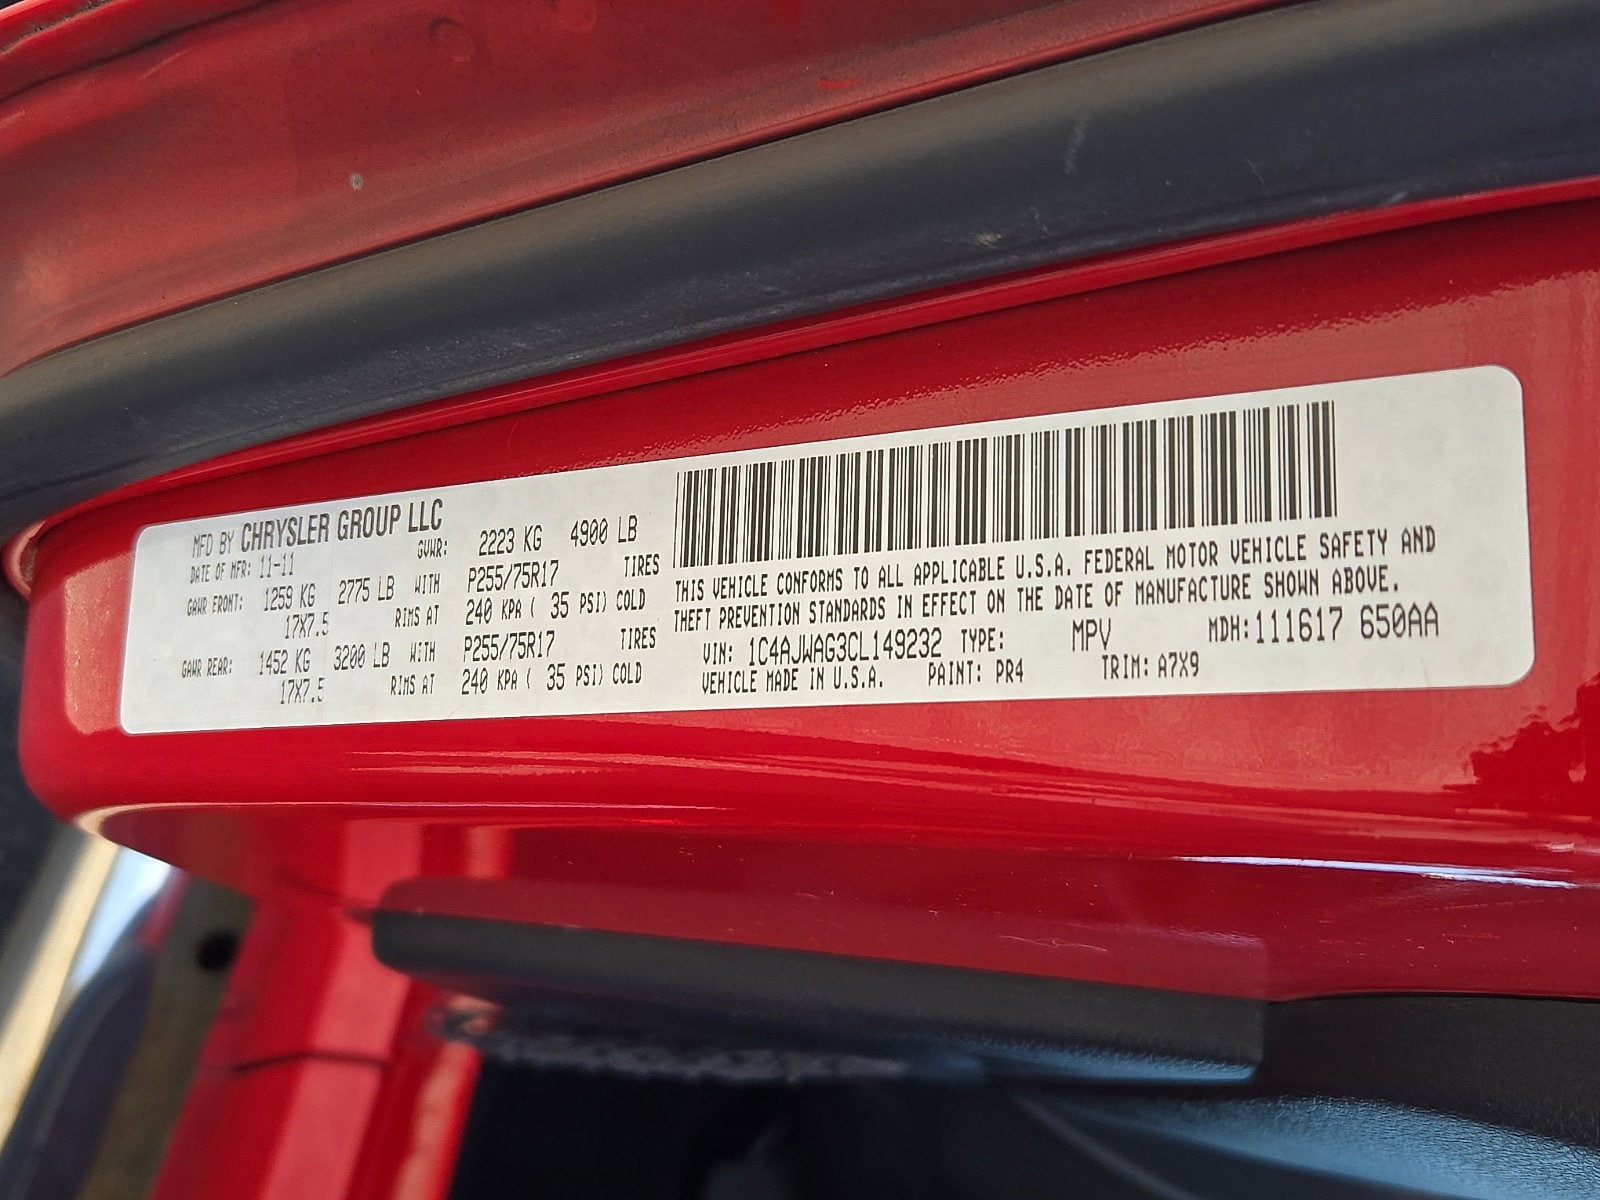 MFD BY CHRYSLER GROUP LLC
DATE OF MFR: 11-11 GVWR: 2223 KG 4900 LB
GAWR FRONT: 1259 KG 2775 LB WITH P255/75R17 TIRES
17X7.5 RIMS AT 240 KPA ( 35 PSI) COLD
GAWR REAR: 1452 KG 3200 LB WITH P255/75R17 TIRES
17X7.5 RIMS AT 240 KPA ( 35 PSI) COLD
THIS VEHICLE CONFORMS TO ALL APPLICABLE U.S.A. FEDERAL MOTOR VEHICLE SAFETY AND
THEFT PREVENTION STANDARDS IN EFFECT ON THE DATE OF MANUFACTURE SHOWN ABOVE.
VIN: 1C4AJWAG3CL149232 TYPE: MPV MDH:111617 650AA
VEHICLE MADE IN U.S.A. PAINT: PR4 TRIM: A7X9